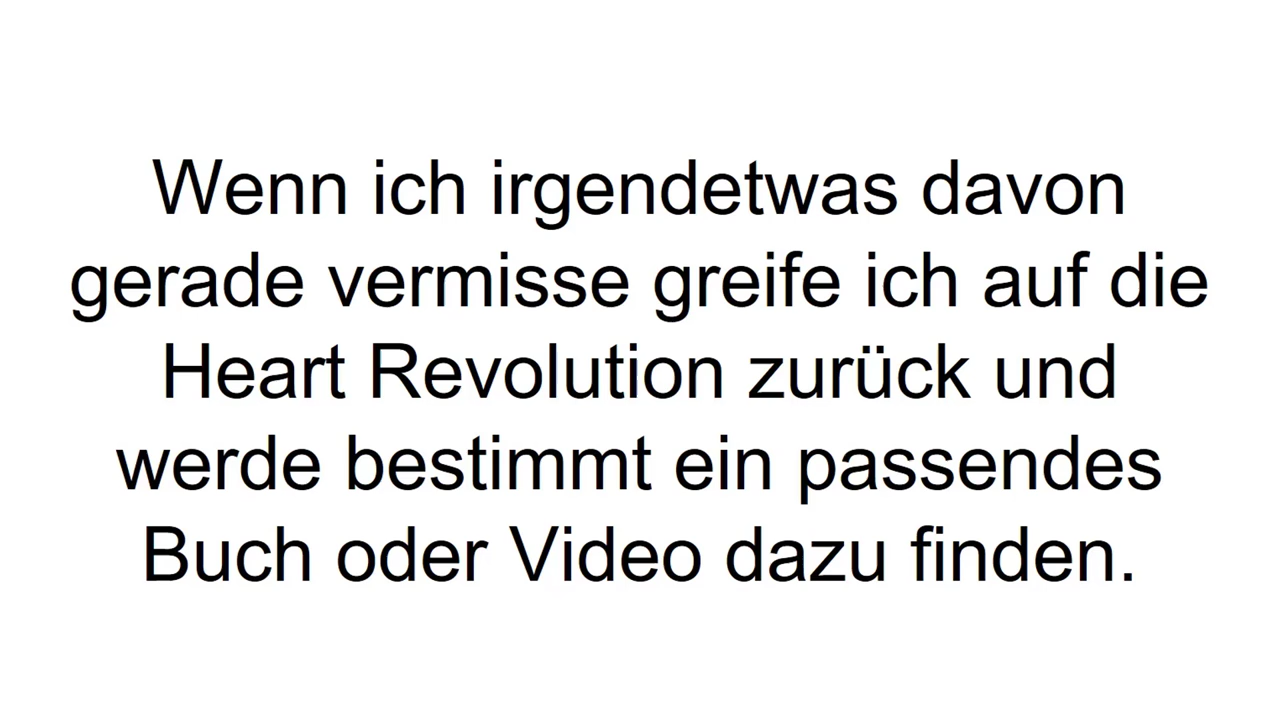 Wenn ich irgendetwas davon
gerade vermisse greife ich auf die
Heart Revolution zurück und
werde bestimmt ein passendes
Buch oder Video dazu finden.